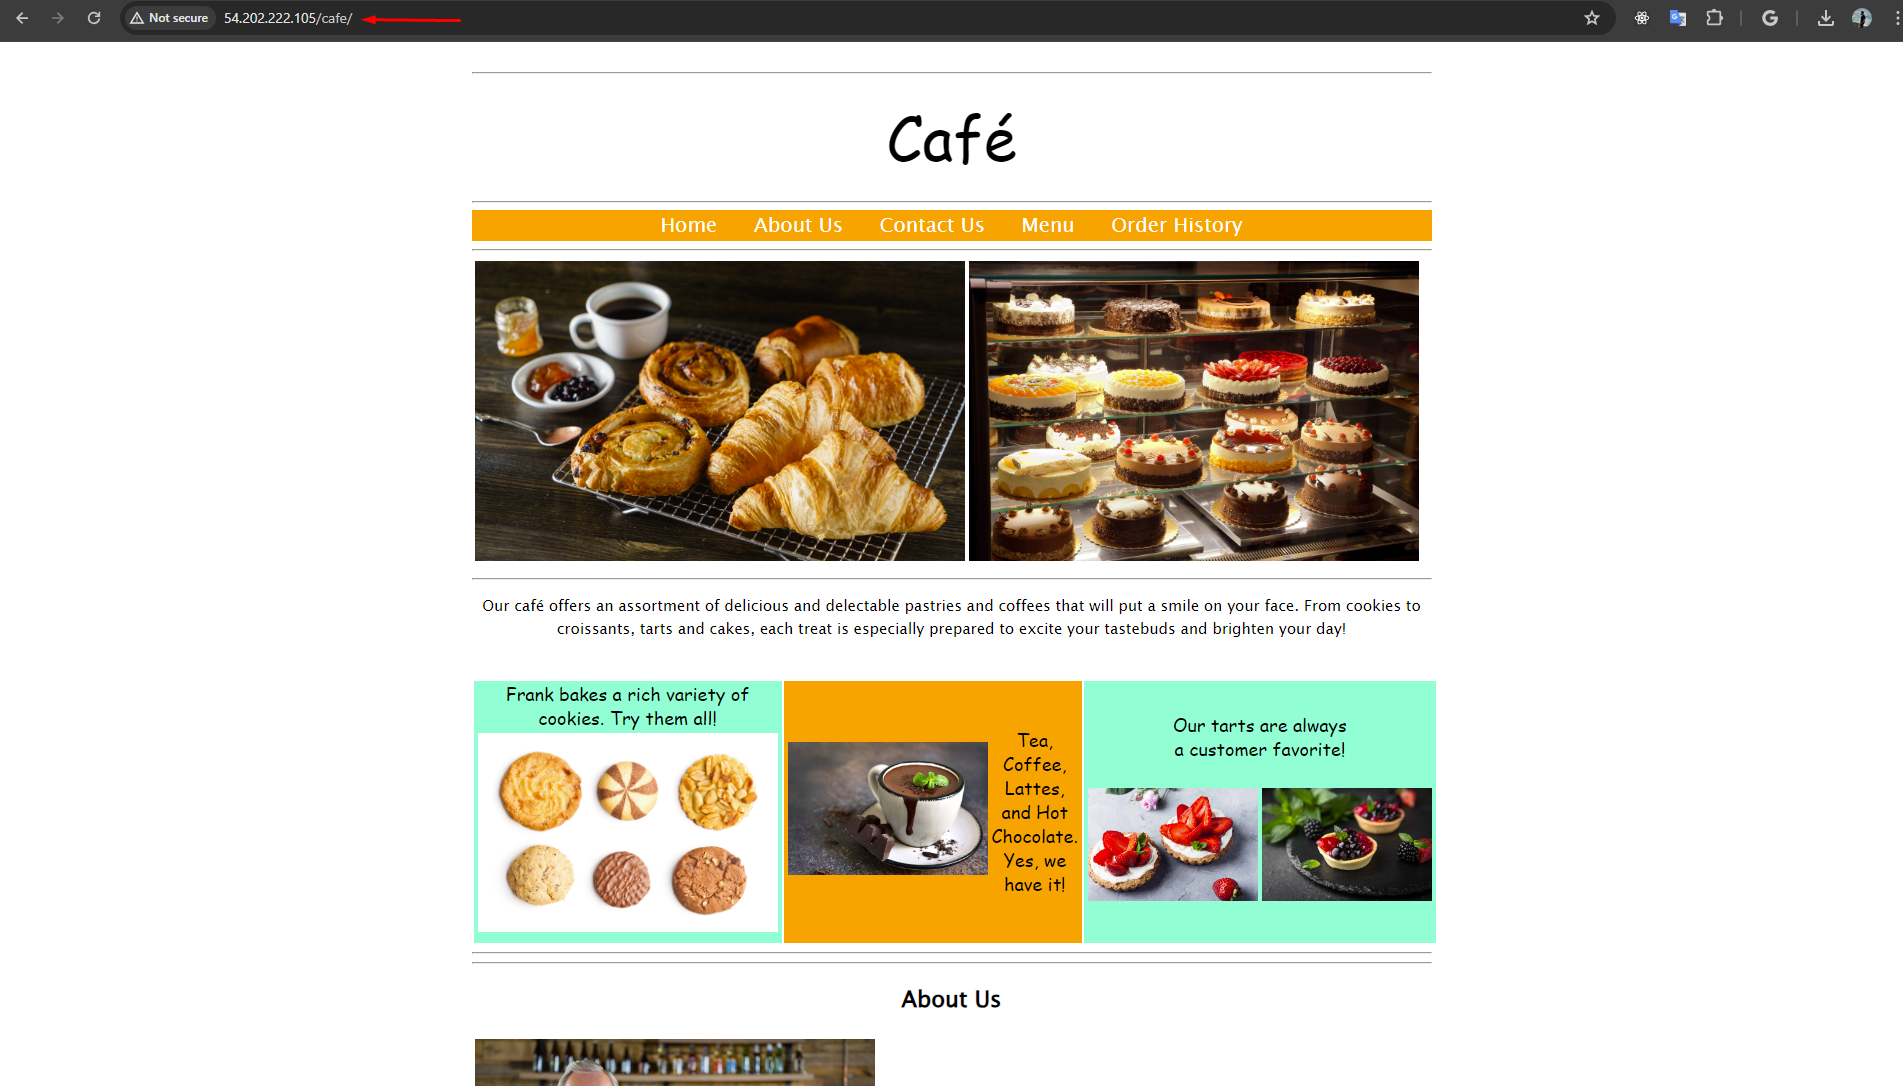 Not secure 54.202.222.105/cafe/
Café
Home About Us Contact Us Menu Order History
Our café offers an assortment of delicious and delectable pastries and coffees that will put a smile on your face. From cookies to
croissants, tarts and cakes, each treat is especially prepared to excite your tastebuds and brighten your day!
Frank bakes a rich variety of
cookies. Try them all!
Tea,
Coffee,
Lattes,
and Hot
Chocolate.
Yes, we
have it!
Our tarts are always
a customer favorite!
About Us